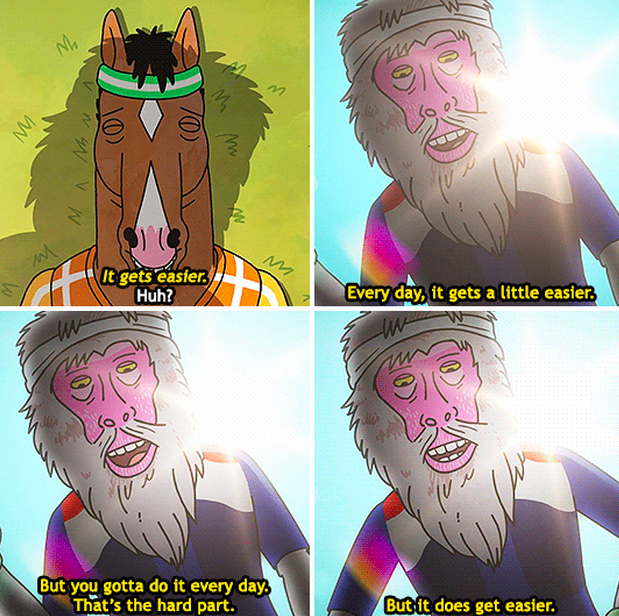 It gets easier.
Huh?
Every day, it gets a little easier.
But you gotta do it every day.
That's the hard part.
But it does get easier.